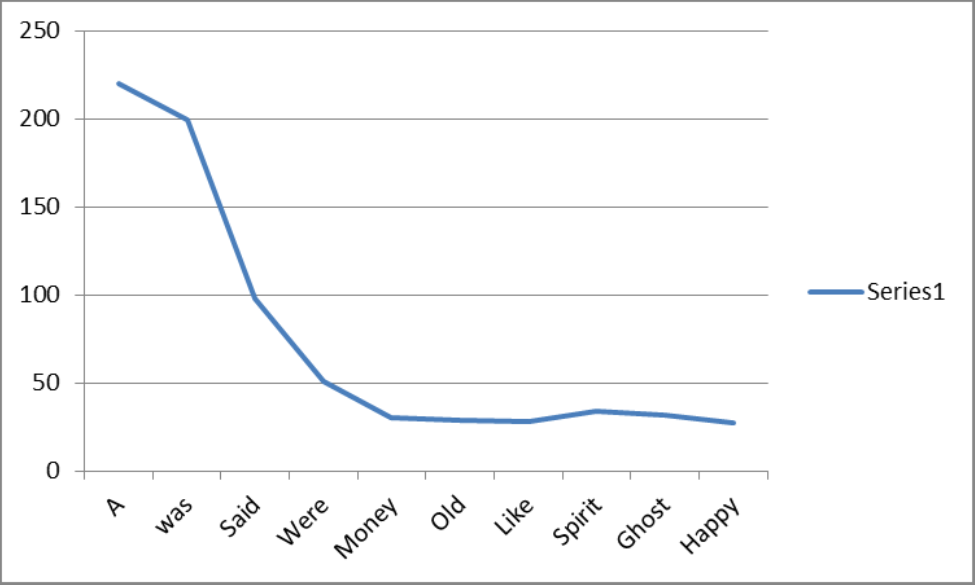 250
200
150
100
50
0
A
was
Said
Were
Money
Old
Like
Spirit
Ghost
Happy
Series1